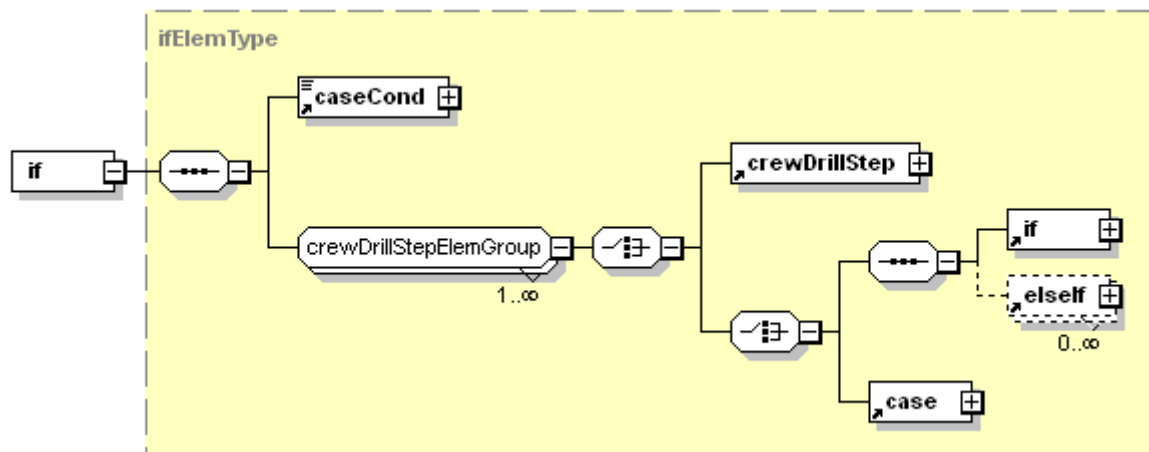 ifElemType
caseCond
if
crewDrillStep
crewDrillStepElemGroup
1..∞
if
elseIf
0..∞
case